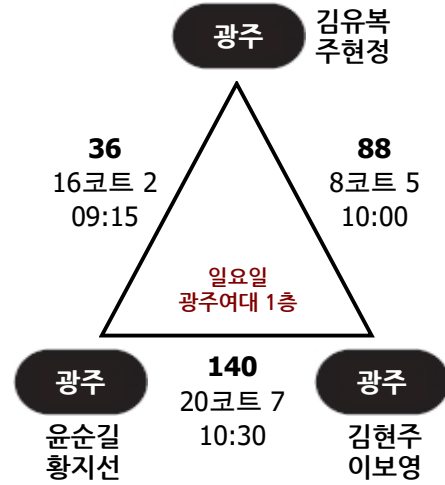 광주
김유복
주현정
36
16코트 2
09:15
88
8코트 5
10:00
일요일
광주여대 1층
광주
윤순길
황지선
140
20코트 7
10:30
광주
김현주
이보영